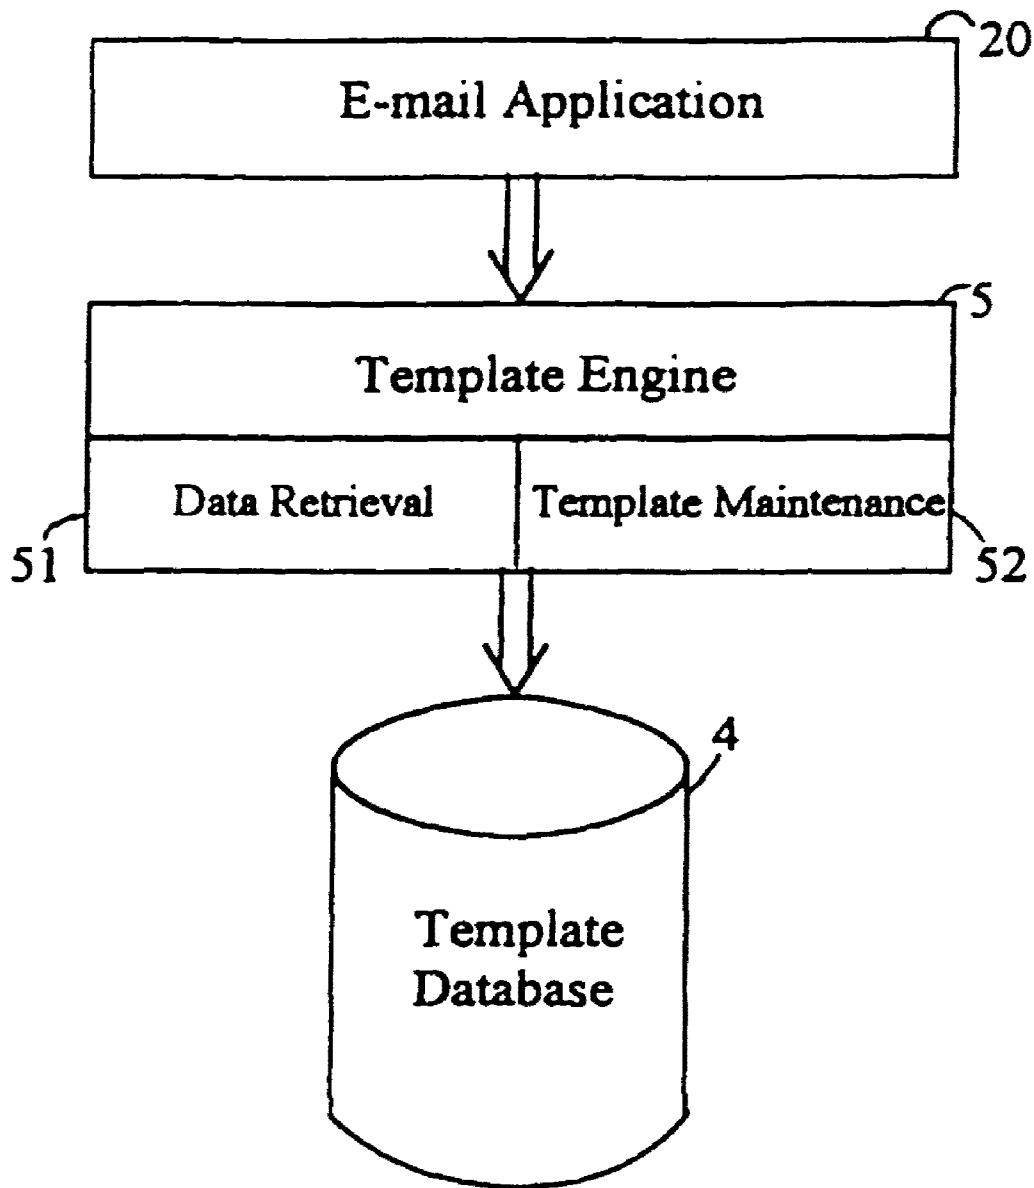 20
E-mail Application
5
Template Engine
Data Retrieval
Template Maintenance
51
52
4
Template
Database